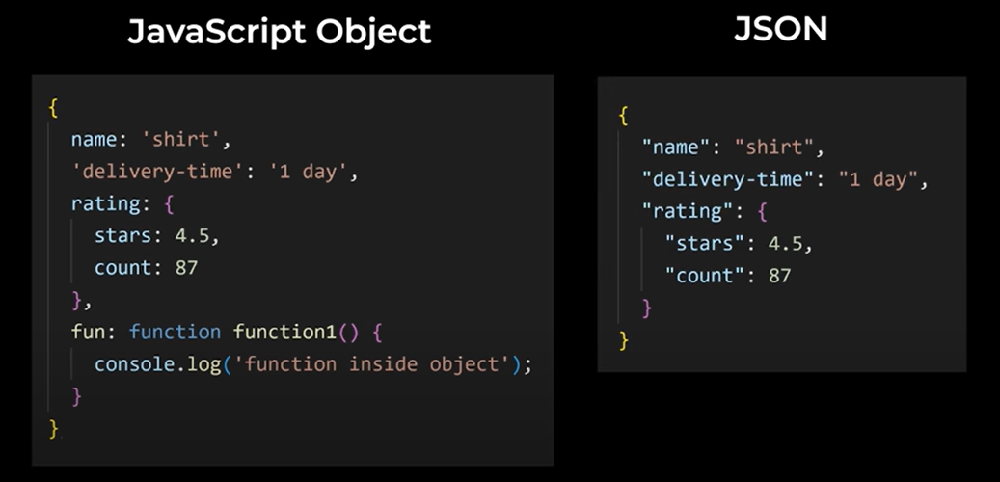 JavaScript Object
{
  name: 'shirt',
  'delivery-time': '1 day',
  rating: {
    stars: 4.5,
    count: 87
  },
  fun: function function1() {
    console.log('function inside object');
  }
}
JSON
{
  "name": "shirt",
  "delivery-time": "1 day",
  "rating": {
    "stars": 4.5,
    "count": 87
  }
}